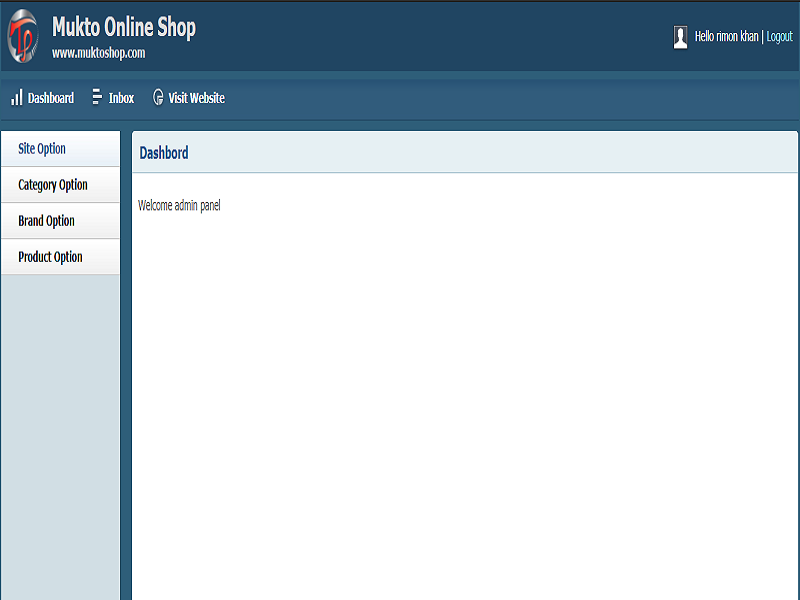 Mukto Online Shop
www.muktoshop.com
Hello rimon khan | Logout
Dashboard Inbox Visit Website
Site Option
Category Option
Brand Option
Product Option
Dashbord
Welcome admin panel